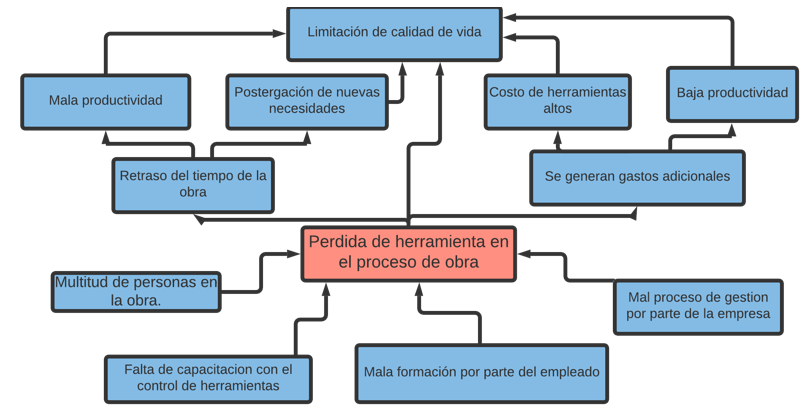 Limitación de calidad de vida
Mala productividad
Postergación de nuevas
necesidades
Costo de herramientas
altos
Baja productividad
Retraso del tiempo de la
obra
Se generan gastos adicionales
Perdida de herramienta en
el proceso de obra
Multitud de personas en
la obra.
Mal proceso de gestion
por parte de la empresa
Falta de capacitacion con el
control de herramientas
Mala formación por parte del empleado